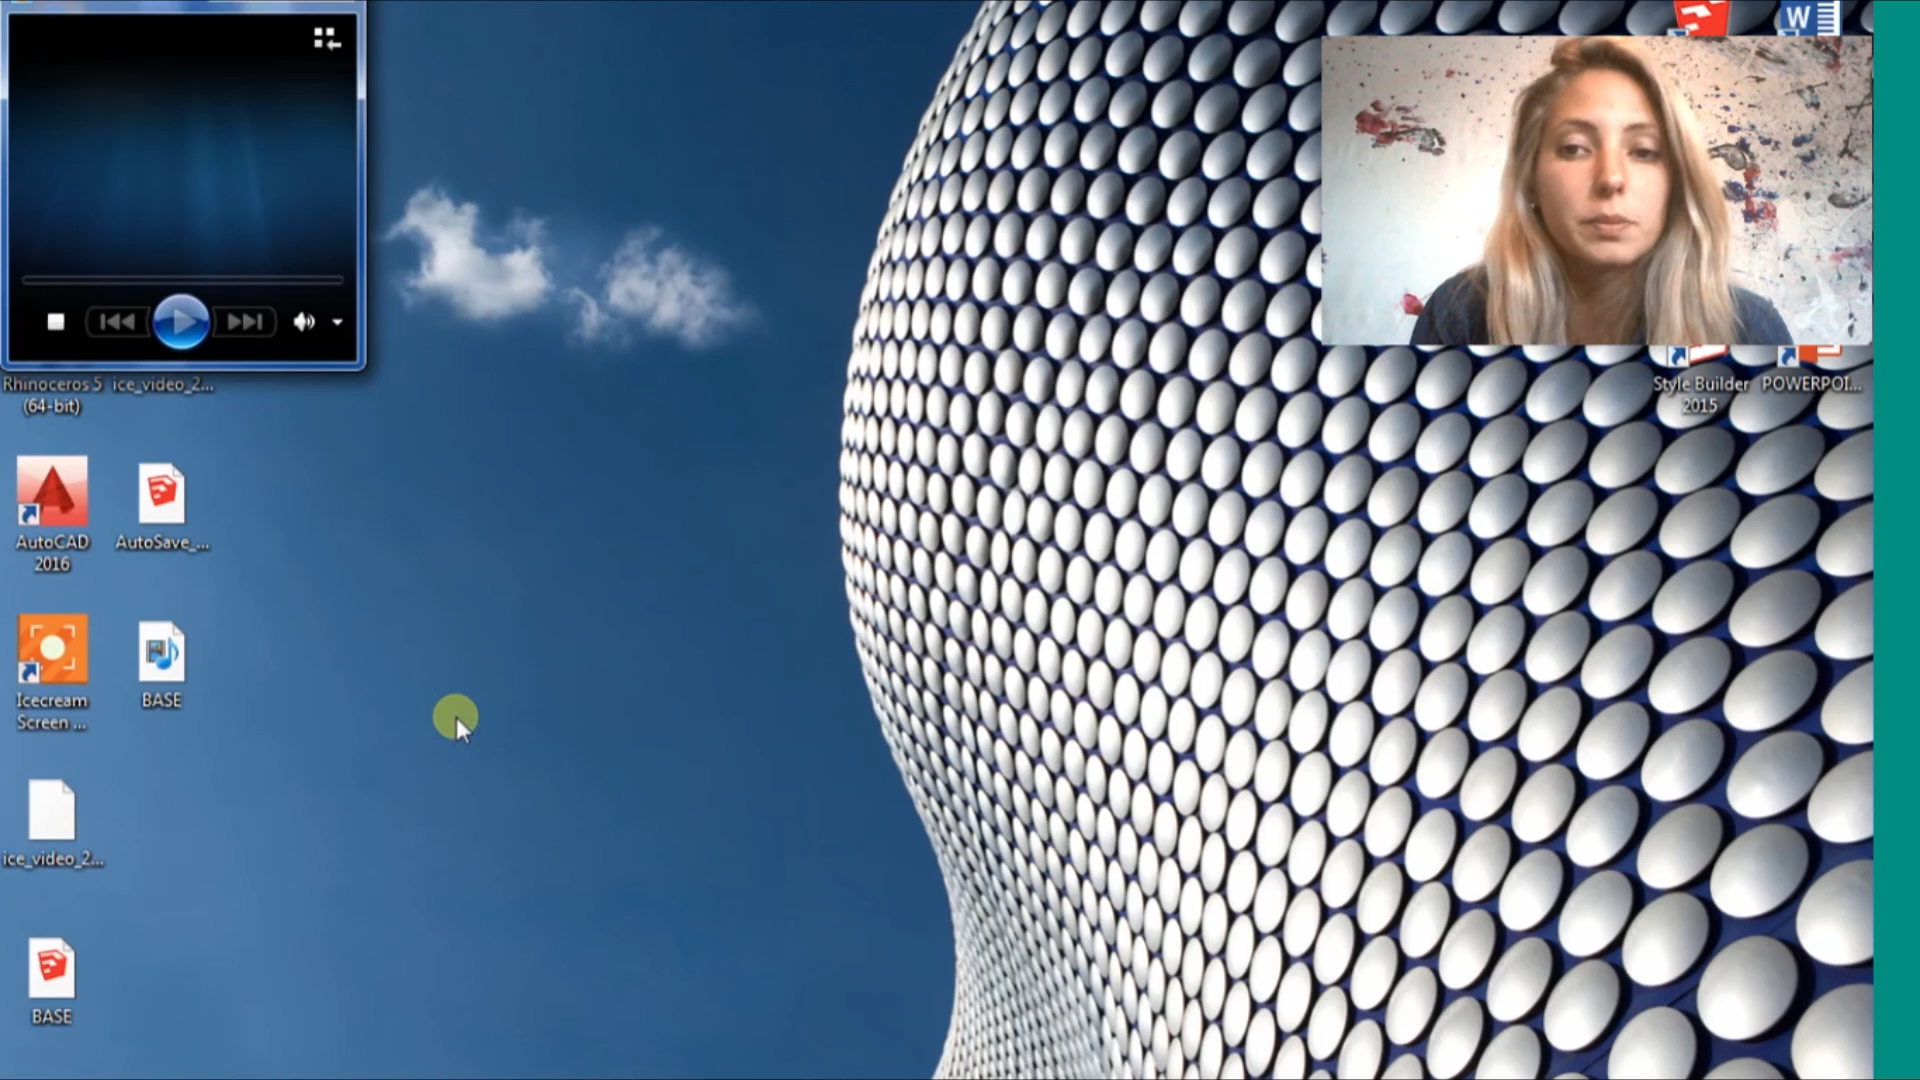 W
Rhinoceros 5
(64-bit)
ice_video_2...
Style Builder
2015
POWERPOI...
AutoCAD
2016
AutoSave_...
Icecream
Screen ...
BASE
ice_video_2...
BASE